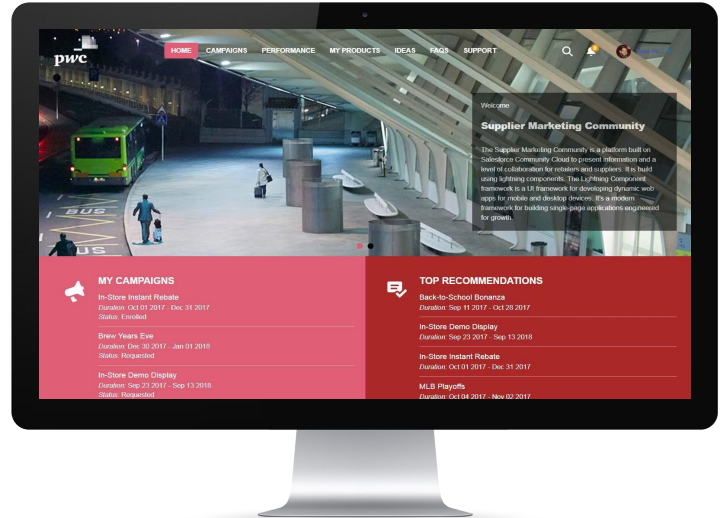 pwc
HOME CAMPAIGNS PERFORMANCE MY PRODUCTS IDEAS FAQS SUPPORT
Welcome
Supplier Marketing Community
The Supplier Marketing Community is a platform built on
Salesforce Community Cloud to present information and a
level of collaboration for retailers and suppliers. It is
build using lightning components. The Lightning Component
framework is a UI framework for developing dynamic web
apps for mobile and desktop devices. It's a modern
framework for building single-page applications engineered
for growth.
BUS
BUS
MY CAMPAIGNS
In-Store Instant Rebate
Duration: Oct 01 2017 - Dec 31 2017
Status: Enrolled
Brew Years Eve
Duration: Dec 30 2017 - Jan 01 2018
Status: Requested
In-Store Demo Display
Duration: Sep 23 2017 - Sep 13 2018
Status: Requested
TOP RECOMMENDATIONS
Back-to-School Bonanza
Duration: Sep 11 2017 - Oct 28 2017
In-Store Demo Display
Duration: Sep 23 2017 - Sep 13 2018
In-Store Instant Rebate
Duration: Oct 01 2017 - Dec 31 2017
MLB Playoffs
Duration: Oct 04 2017 - Nov 02 2017